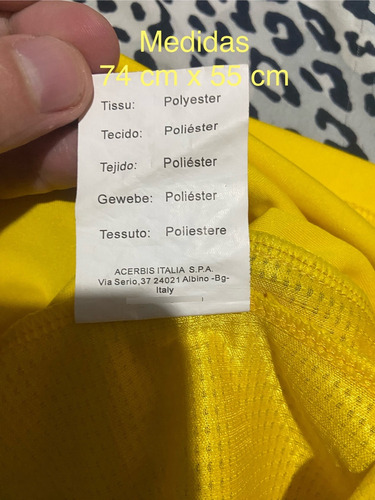 Medidas
74 cm x 55 cm
Tissu: Polyester
Tecido: Poliéster
Tejido: Poliéster
Gewebe: Poliéster
Tessuto: Poliestere
ACERBIS ITALIA S.P.A.
Via Serio,37 24021 Albino -Bg-
Italy